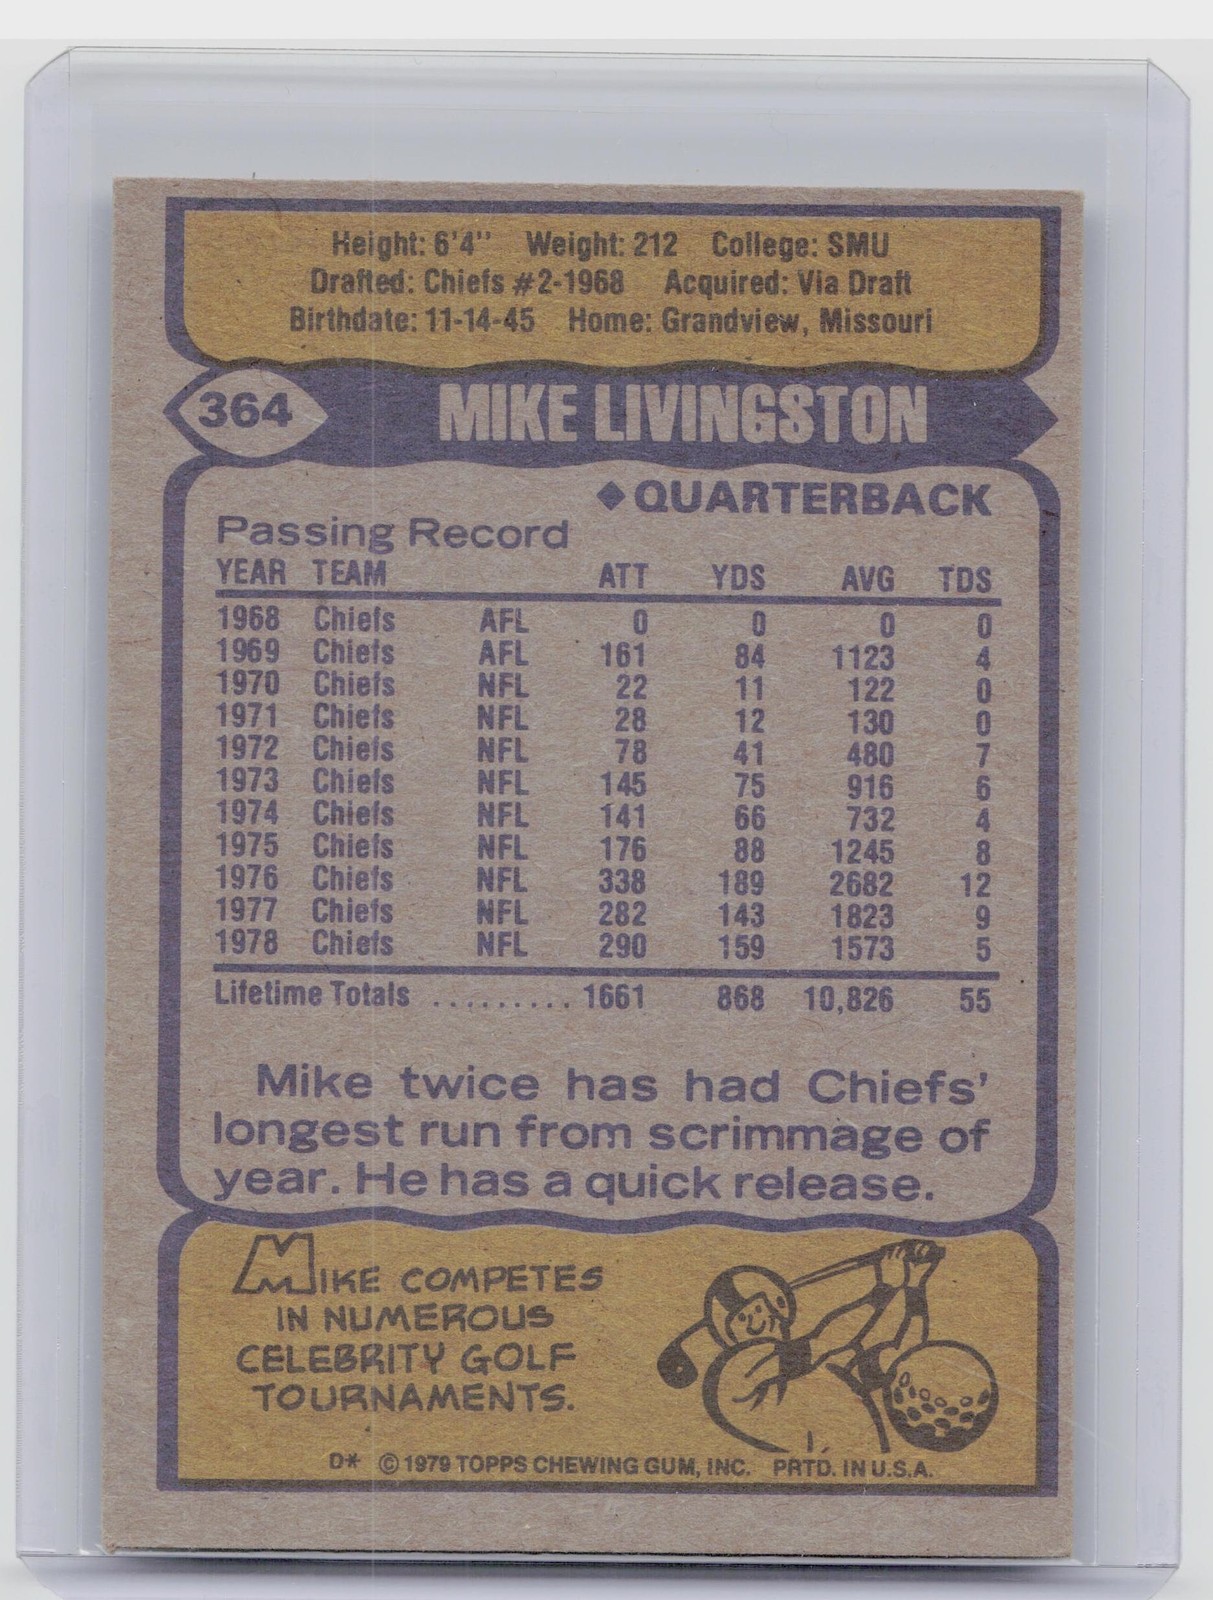 Height: 6'4" Weight: 212 College: SMU
Drafted: Chiefs #2-1968 Acquired: Via Draft
Birthdate: 11-14-45 Home: Grandview, Missouri
364 MIKE LIVINGSTON
◆QUARTERBACK
Passing Record
YEAR TEAM ATT YDS AVG TDS
1968 Chiefs AFL 0 0 0 0
1969 Chiefs AFL 161 84 1123 4
1970 Chiefs NFL 22 11 122 0
1971 Chiefs NFL 28 12 130 0
1972 Chiefs NFL 78 41 480 7
1973 Chiefs NFL 145 75 916 6
1974 Chiefs NFL 141 66 732 4
1975 Chiefs NFL 176 88 1245 8
1976 Chiefs NFL 338 189 2682 12
1977 Chiefs NFL 282 143 1823 9
1978 Chiefs NFL 290 159 1573 5
Lifetime Totals ......... 1661 868 10,826 55
Mike twice has had Chiefs'
longest run from scrimmage of
year. He has a quick release.
MIKE COMPETES
IN NUMEROUS
CELEBRITY GOLF
TOURNAMENTS.
D* © 1979 TOPPS CHEWING GUM, INC. PRTD. IN U.S.A.